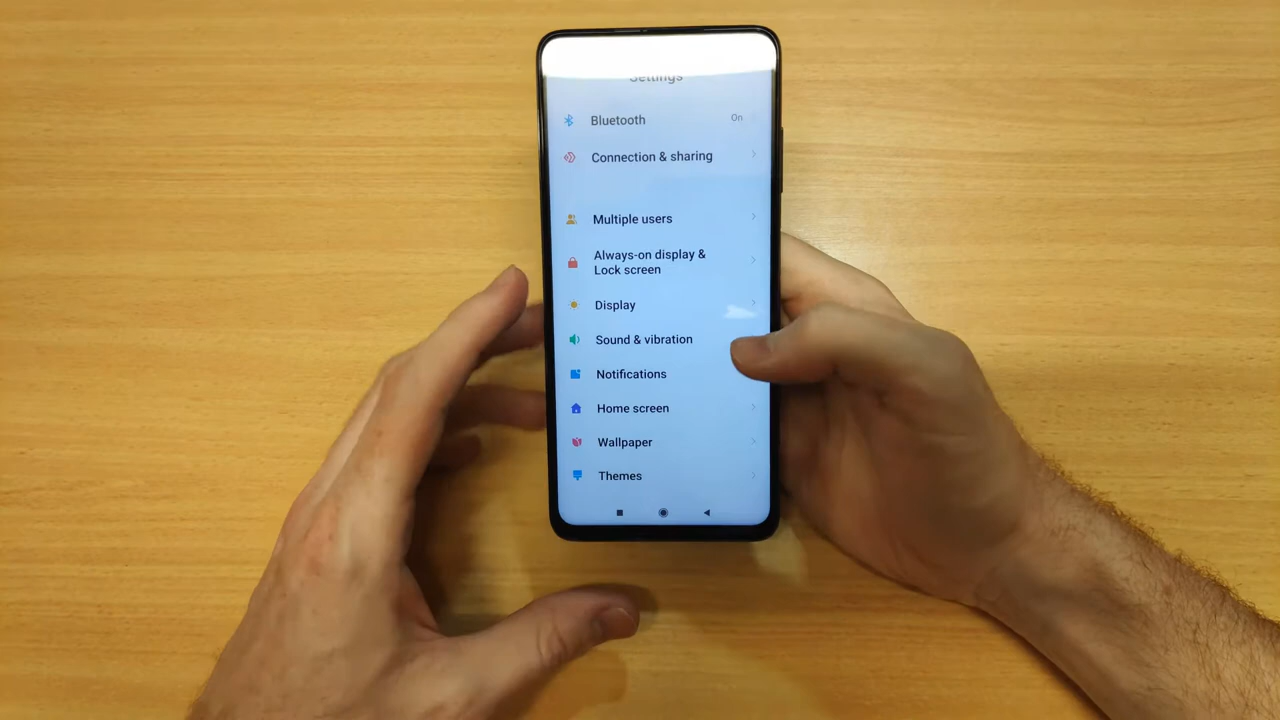 Settings
Bluetooth On
Connection & sharing
Multiple users
Always-on display &
Lock screen
Display
Sound & vibration
Notifications
Home screen
Wallpaper
Themes